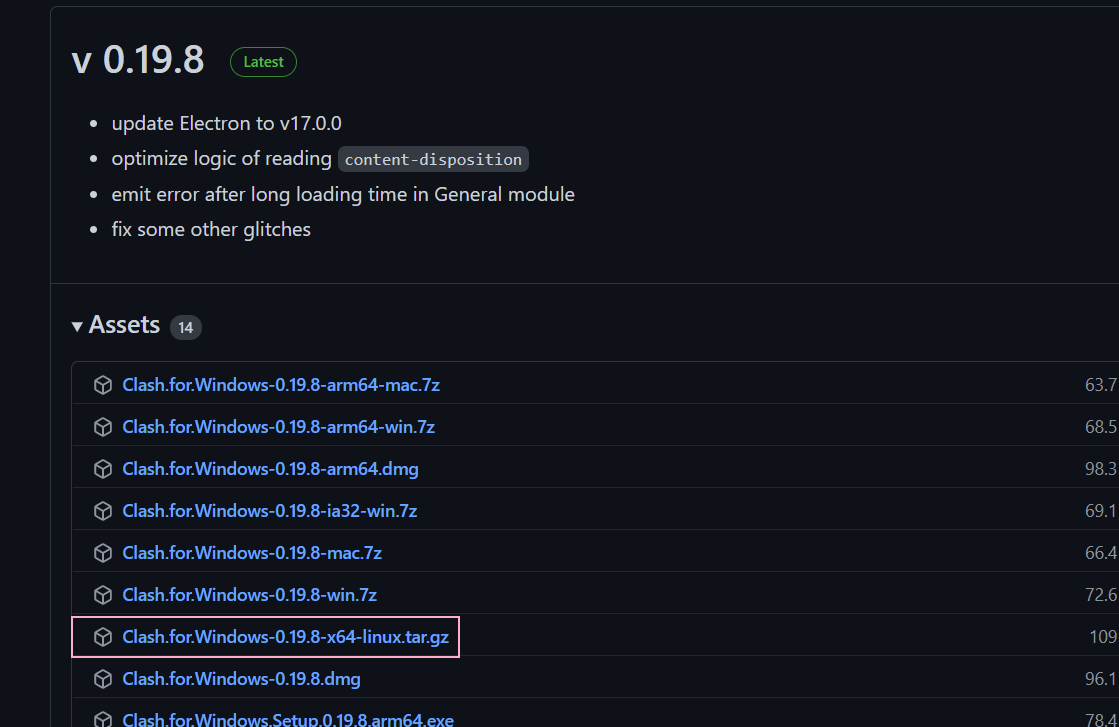 v 0.19.8 Latest
update Electron to v17.0.0
optimize logic of reading content-disposition
emit error after long loading time in General module
fix some other glitches
Assets 14
Clash.for.Windows-0.19.8-arm64-mac.7z 63.7
Clash.for.Windows-0.19.8-arm64-win.7z 68.5
Clash.for.Windows-0.19.8-arm64.dmg 98.3
Clash.for.Windows-0.19.8-ia32-win.7z 69.1
Clash.for.Windows-0.19.8-mac.7z 66.4
Clash.for.Windows-0.19.8-win.7z 72.6
Clash.for.Windows-0.19.8-x64-linux.tar.gz 109
Clash.for.Windows-0.19.8.dmg 96.1
Clash.for.Windows.Setup.0.19.8.arm64.exe 78.4